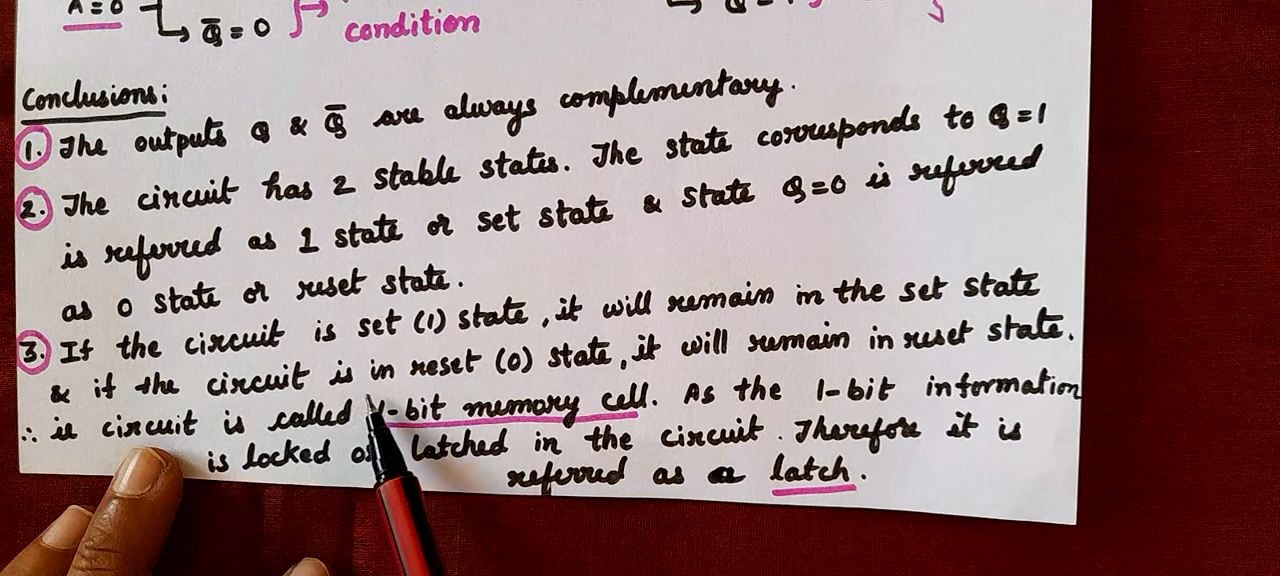 A = 0
Q̅ = 0
condition
Conclusions:
1. The outputs Q & Q̅ are always complementary.
2. The circuit has 2 stable states. The state corresponds to Q = 1
is referred as 1 state or set state & state Q = 0 is referred
as 0 state or reset state.
3. If the circuit is set (1) state, it will remain in the set state
& if the circuit is in reset (0) state, it will remain in reset state.
∴ ie circuit is called 1-bit memory cell. As the 1-bit information
is locked or latched in the circuit. Therefore it is
referred as a latch.